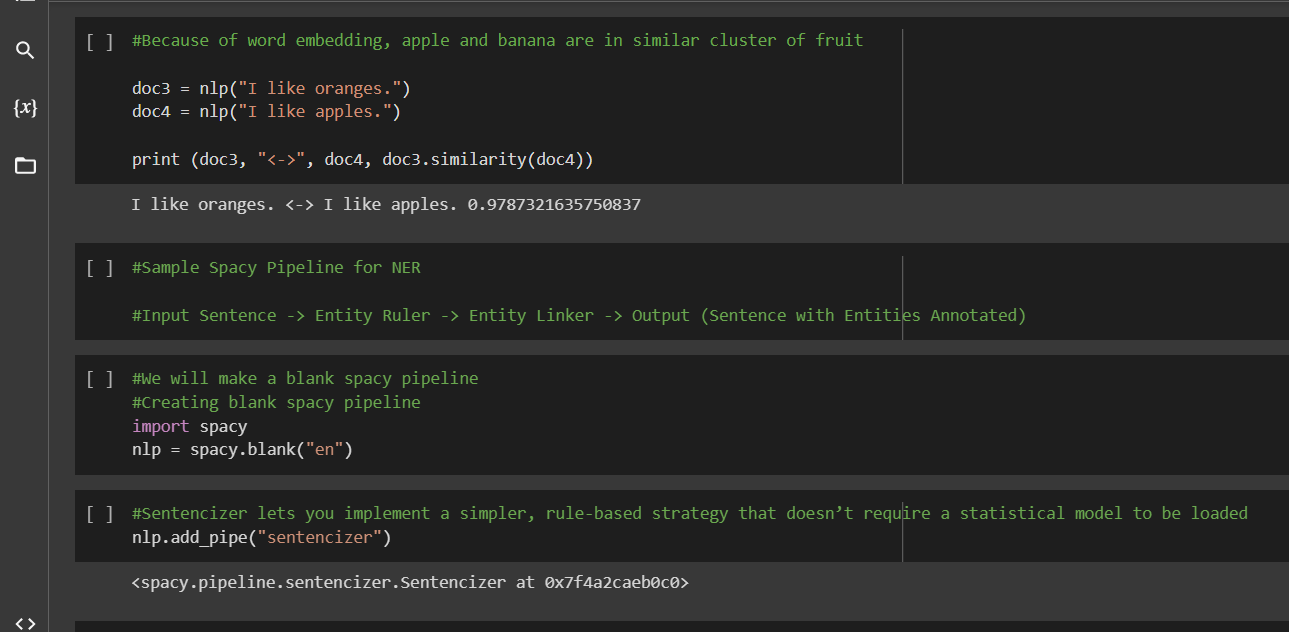 [ ] #Because of word embedding, apple and banana are in similar cluster of fruit
{x}
doc3 = nlp("I like oranges.")
doc4 = nlp("I like apples.")
print (doc3, "<->", doc4, doc3.similarity(doc4))
I like oranges. <-> I like apples. 0.9787321635750837
[ ] #Sample Spacy Pipeline for NER
#Input Sentence -> Entity Ruler -> Entity Linker -> Output (Sentence with Entities Annotated)
[ ] #We will make a blank spacy pipeline
#Creating blank spacy pipeline
import spacy
nlp = spacy.blank("en")
[ ] #Sentencizer lets you implement a simpler, rule-based strategy that doesn’t require a statistical model to be loaded
nlp.add_pipe("sentencizer")
<spacy.pipeline.sentencizer.Sentencizer at 0x7f4a2caeb0c0>
<>